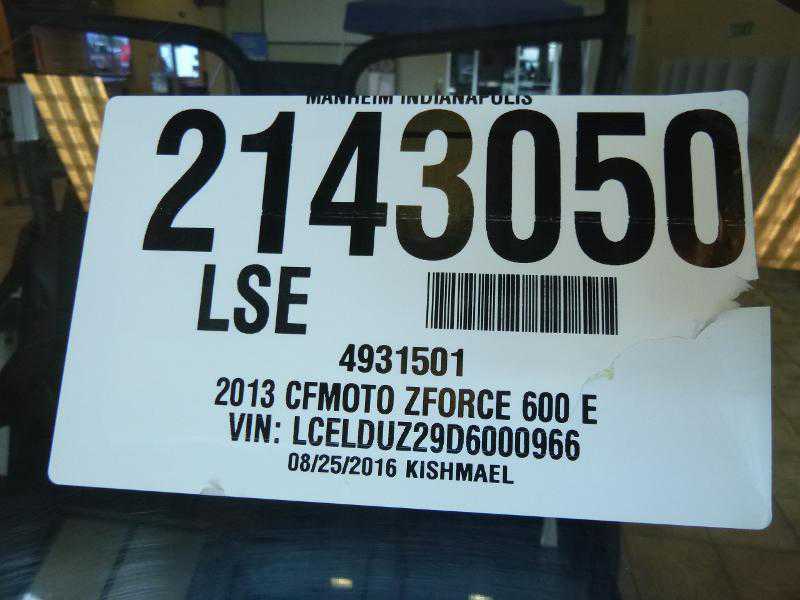 MANHEIM INDIANAPOLIS
2143050
LSE
4931501
2013 CFMOTO ZFORCE 600 E
VIN: LCELDUZ29D6000966
08/25/2016 KISHMAEL